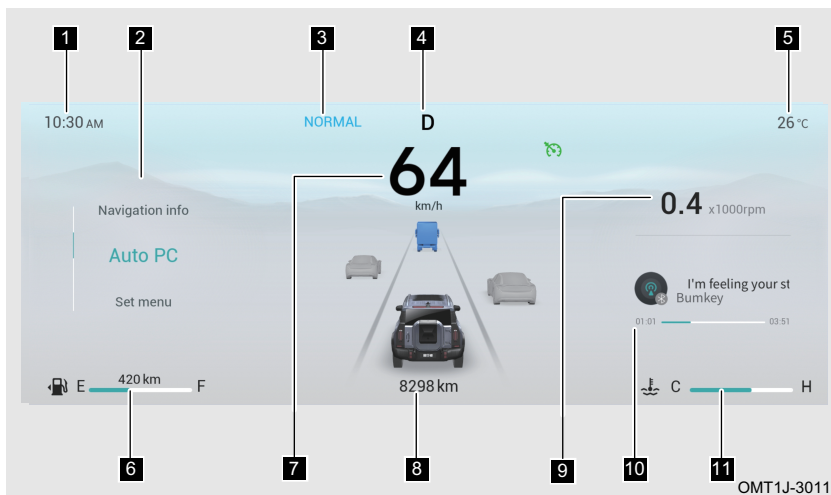 1
2
3
4
5
10:30 AM
NORMAL
D
26 °C
64
km/h
7
9
0.4 x1000rpm
Navigation info
Auto PC
Set menu
I'm feeling your st
Bumkey
01:01
03:51
E
420 km
F
8298 km
C
H
6
7
8
9
10
11
OMT1J-3011